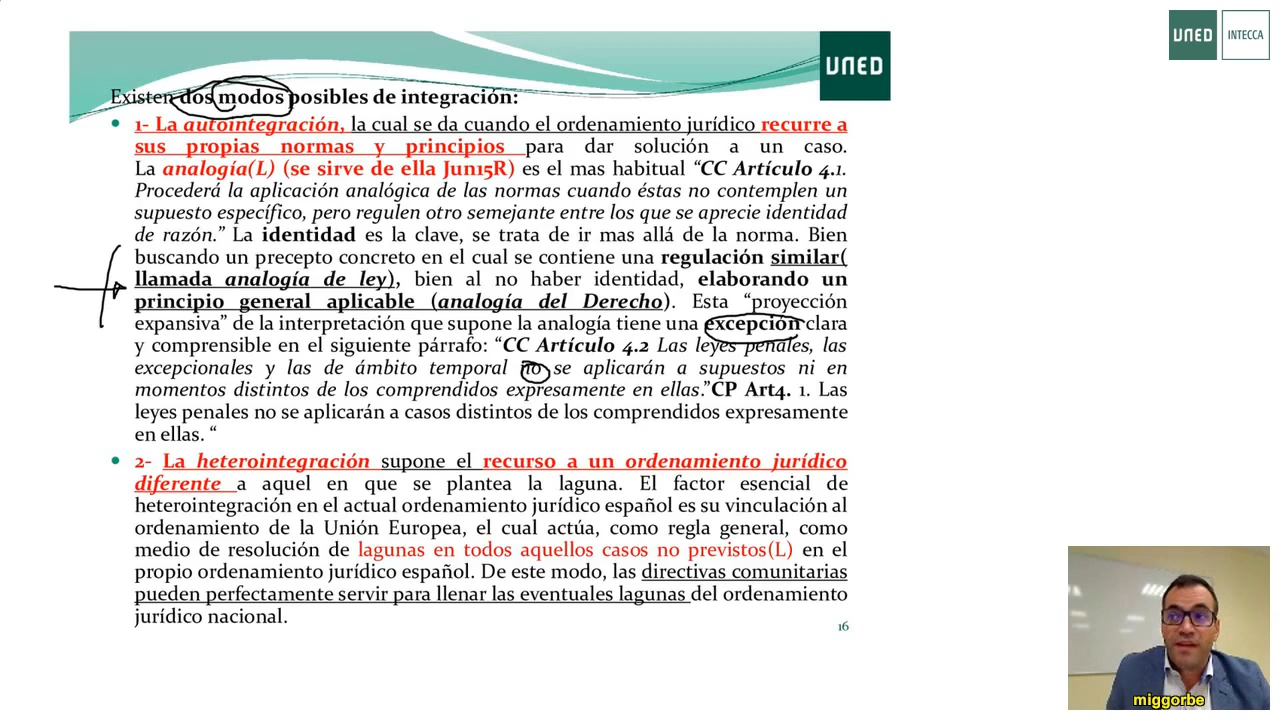 UNED
INTECCA
UNED
Existen dos modos posibles de integración:
• 1- La autointegración, la cual se da cuando el ordenamiento jurídico recurre a
sus propias normas y principios para dar solución a un caso.
La analogía(L) (se sirve de ella Jun15R) es el mas habitual “CC Artículo 4.1.
Procederá la aplicación analógica de las normas cuando éstas no contemplen un
supuesto específico, pero regulen otro semejante entre los que se aprecie identidad
de razón.” La identidad es la clave, se trata de ir mas allá de la norma. Bien
buscando un precepto concreto en el cual se contiene una regulación similar(
llamada analogía de ley), bien al no haber identidad, elaborando un
principio general aplicable (analogía del Derecho). Esta “proyección
expansiva” de la interpretación que supone la analogía tiene una excepción clara
y comprensible en el siguiente párrafo: “CC Artículo 4.2 Las leyes penales, las
excepcionales y las de ámbito temporal no se aplicarán a supuestos ni en
momentos distintos de los comprendidos expresamente en ellas.”CP Art4. 1. Las
leyes penales no se aplicarán a casos distintos de los comprendidos expresamente
en ellas. “
• 2- La heterointegración supone el recurso a un ordenamiento jurídico
diferente a aquel en que se plantea la laguna. El factor esencial de
heterointegración en el actual ordenamiento jurídico español es su vinculación al
ordenamiento de la Unión Europea, el cual actúa, como regla general, como
medio de resolución de lagunas en todos aquellos casos no previstos(L) en el
propio ordenamiento jurídico español. De este modo, las directivas comunitarias
pueden perfectamente servir para llenar las eventuales lagunas del ordenamiento
jurídico nacional.
16
miggorbe